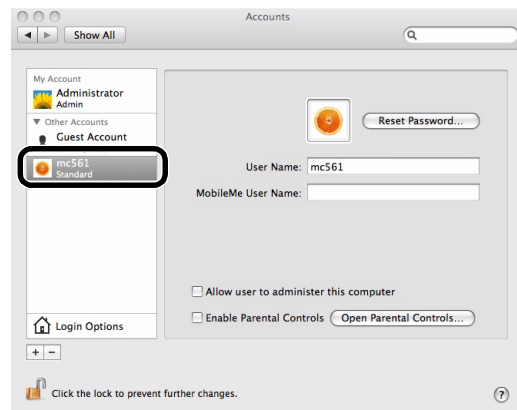 Accounts
Show All
My Account
Administrator
Admin
Other Accounts
Guest Account
mc561
Standard
Login Options
+ −
Reset Password...
User Name: mc561
MobileMe User Name:
Allow user to administer this computer
Enable Parental Controls Open Parental Controls...
Click the lock to prevent further changes.
?